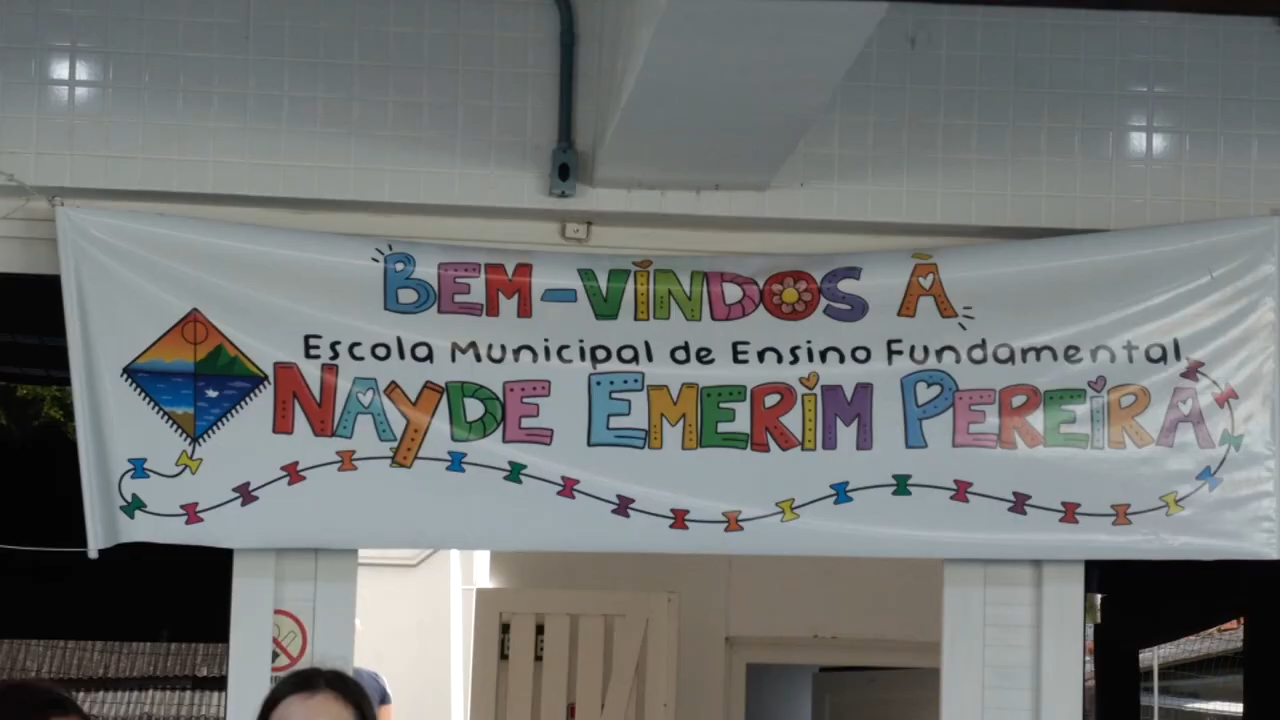 BEM-VINDOS À
Escola Municipal de Ensino Fundamental
NAYDE EMERIM PEREIRA